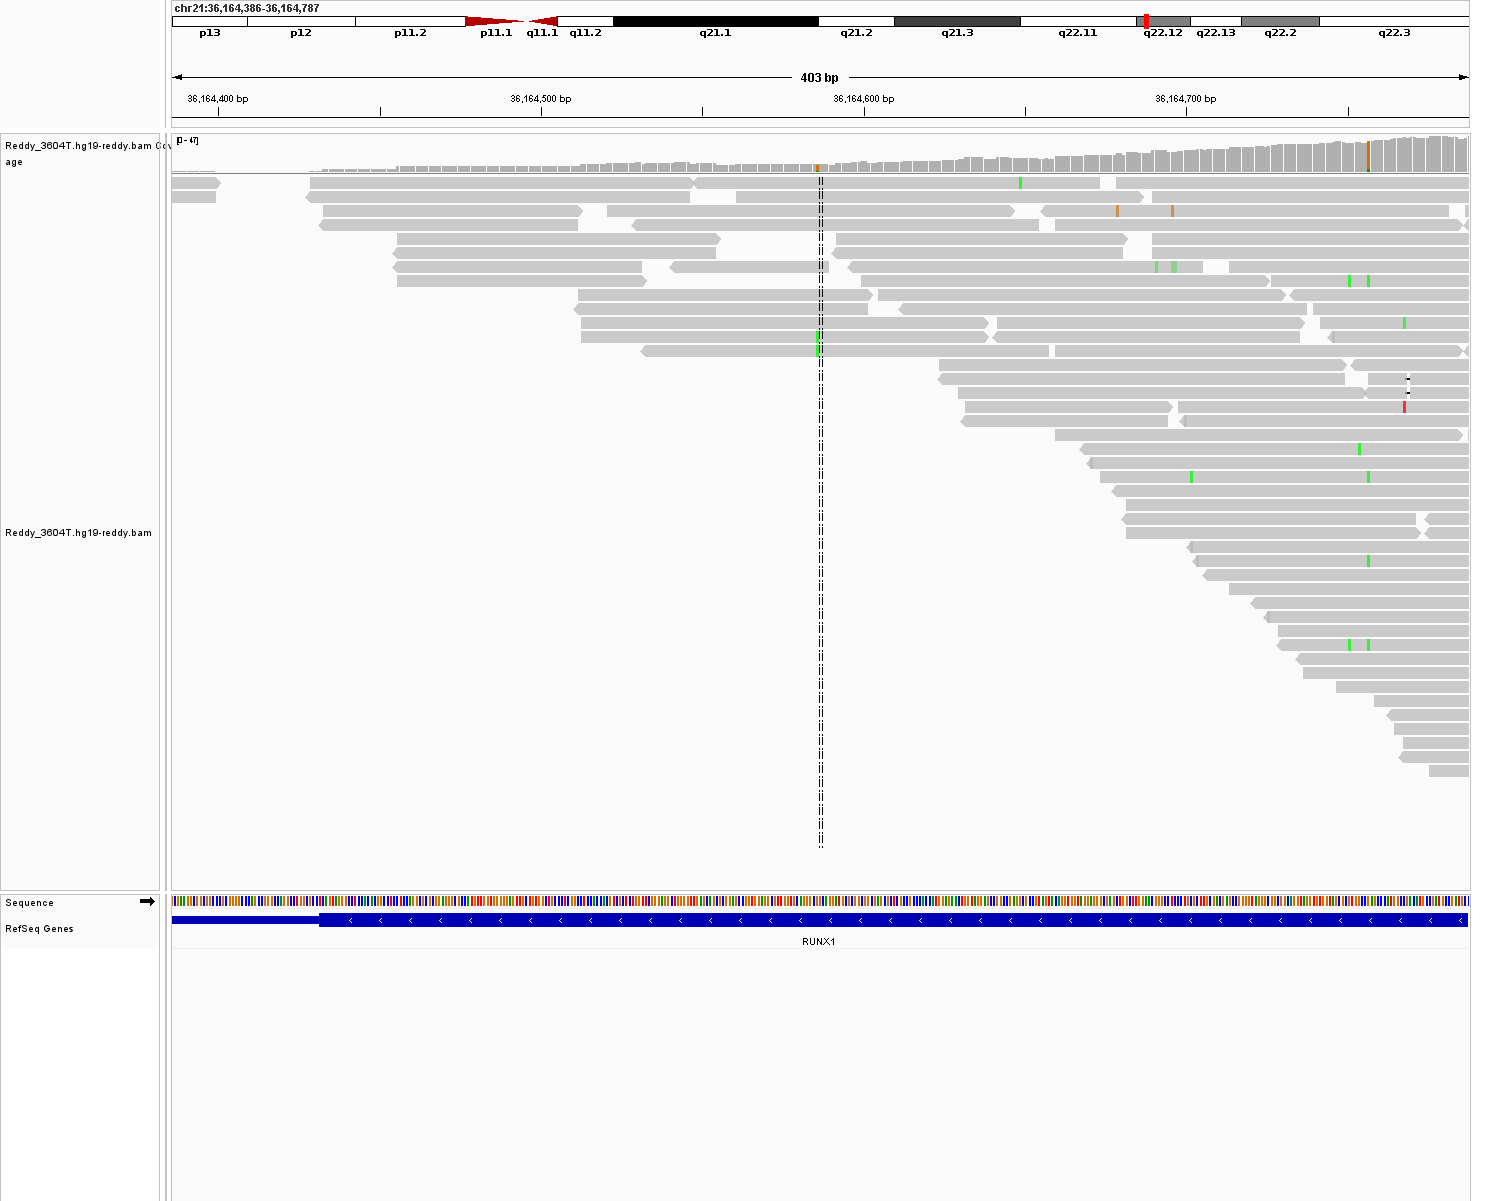 chr21:36,164,386-36,164,787
p13 p12 p11.2 p11.1 q11.1 q11.2 q21.1 q21.2 q21.3 q22.11 q22.12 q22.13 q22.2 q22.3
403 bp
36,164,400 bp 36,164,500 bp 36,164,600 bp 36,164,700 bp
Reddy_3604T.hg19-reddy.bam Cov
age
[0 - 47]
Reddy_3604T.hg19-reddy.bam
Sequence
RefSeq Genes
RUNX1